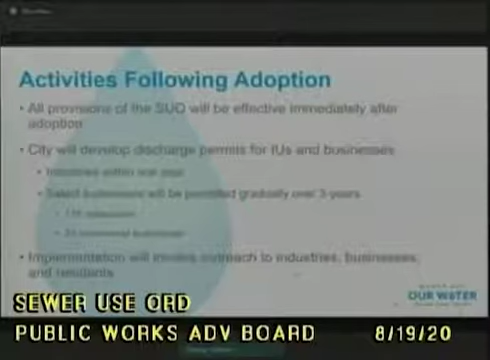 Activities Following Adoption
• All provisions of the SUO will be effective immediately after
adoption
• City will develop discharge permits for IUs and businesses
• Industries within one year
• Select businesses will be permitted gradually over 3 years
• Implementation will involve outreach to industries, businesses,
and residents
OUR WATER
SEWER USE ORD
PUBLIC WORKS ADV BOARD 8/19/20